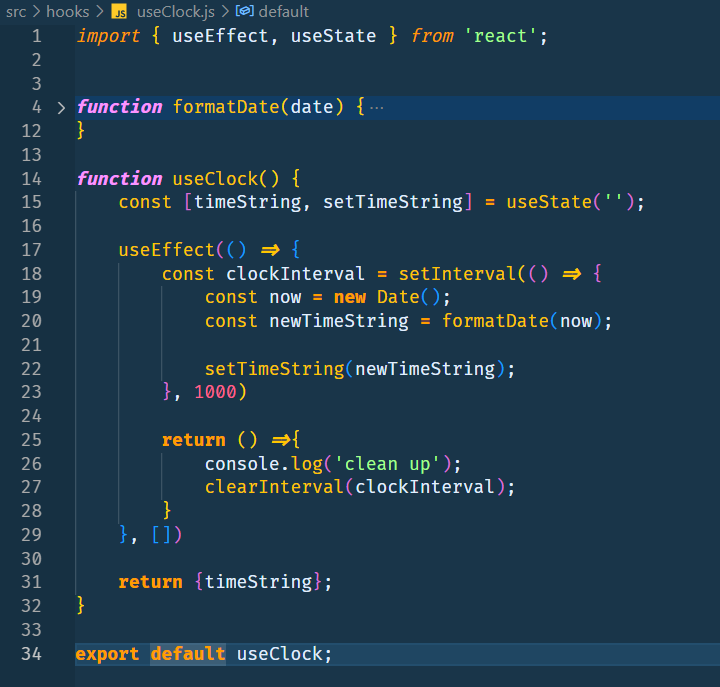 src > hooks > JS useClock.js > default
1 import { useEffect, useState } from 'react';
2
3
4 > function formatDate(date) { ···
12 }
13
14 function useClock() {
15     const [timeString, setTimeString] = useState('');
16
17     useEffect(() => {
18         const clockInterval = setInterval(() => {
19             const now = new Date();
20             const newTimeString = formatDate(now);
21
22             setTimeString(newTimeString);
23         }, 1000)
24
25         return () =>{
26             console.log('clean up');
27             clearInterval(clockInterval);
28         }
29     }, [])
30
31     return {timeString};
32 }
33
34 export default useClock;